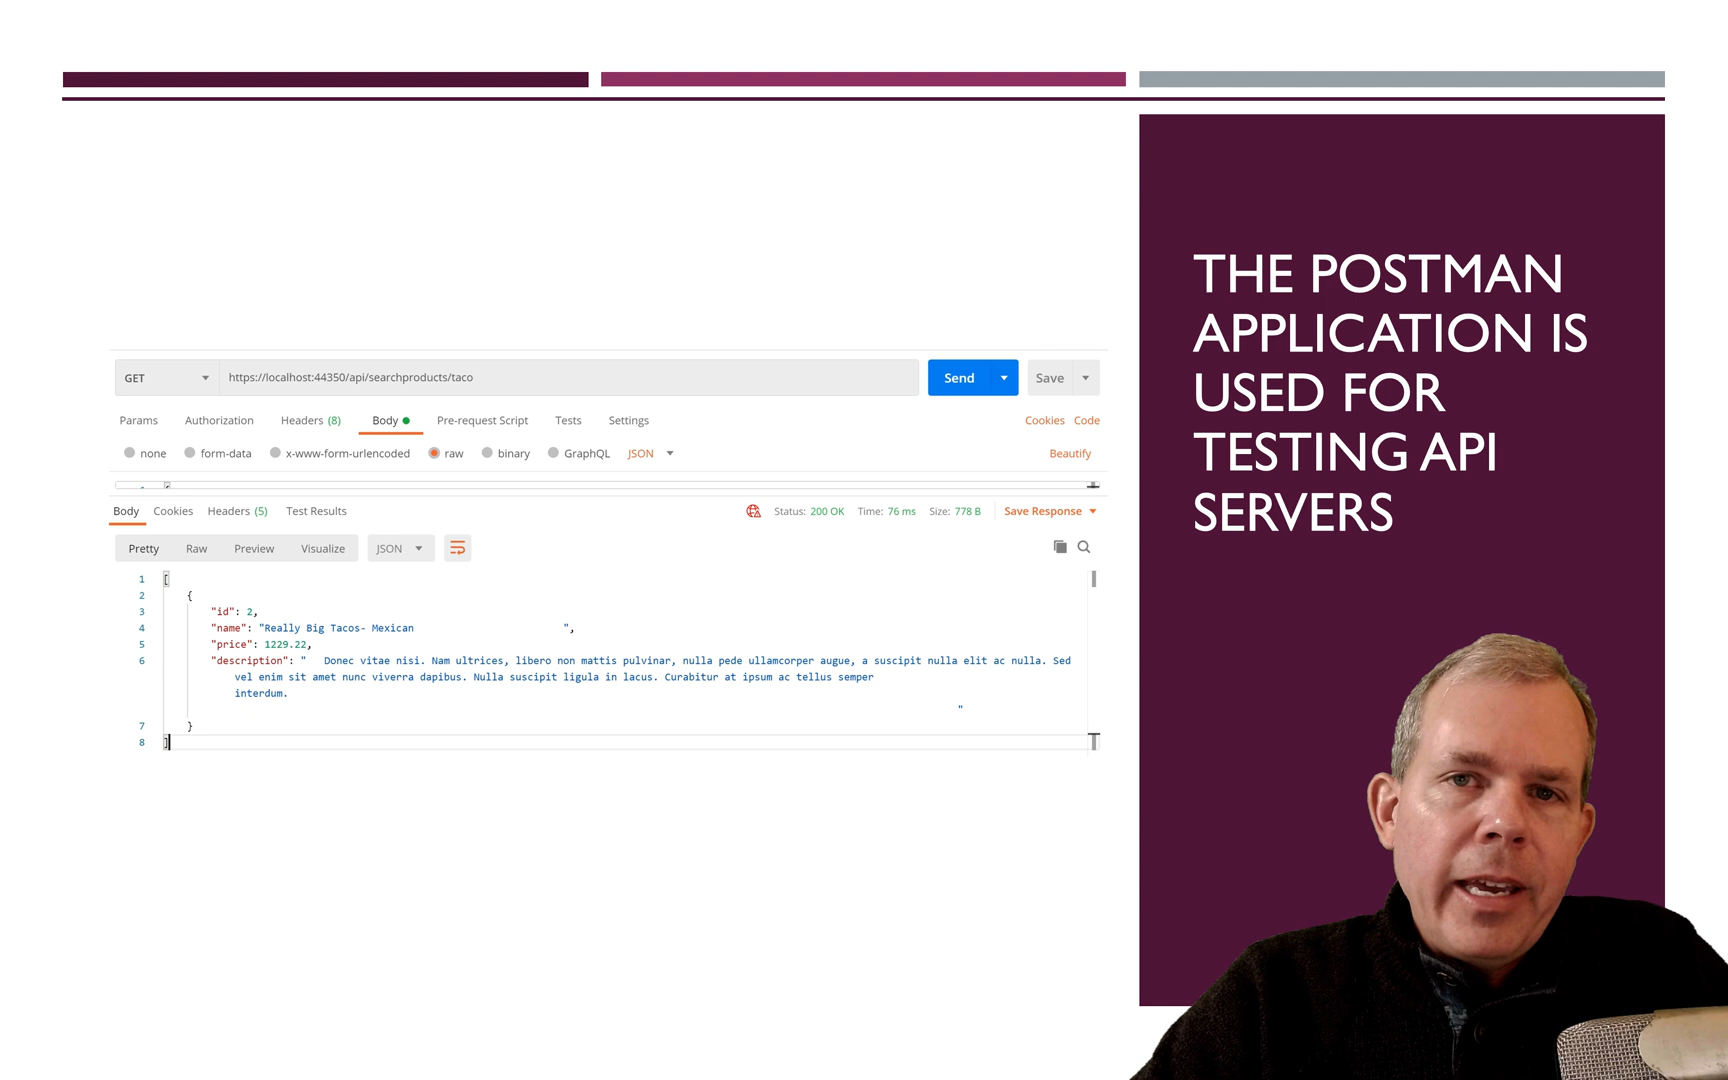 THE POSTMAN
APPLICATION IS
USED FOR
TESTING API
SERVERS
GET https://localhost:44350/api/searchproducts/taco Send Save
Params Authorization Headers (8) Body Pre-request Script Tests Settings Cookies Code
none form-data x-www-form-urlencoded raw binary GraphQL JSON Beautify
Body Cookies Headers (5) Test Results Status: 200 OK Time: 76 ms Size: 778 B Save Response
Pretty Raw Preview Visualize JSON
1 [
2 {
3 "id": 2,
4 "name": "Really Big Tacos- Mexican ",
5 "price": 1229.22,
6 "description": " Donec vitae nisi. Nam ultrices, libero non mattis pulvinar, nulla pede ullamcorper augue, a suscipit nulla elit ac nulla. Sed
vel enim sit amet nunc viverra dapibus. Nulla suscipit ligula in lacus. Curabitur at ipsum ac tellus semper
interdum.
"
7 }
8 ]